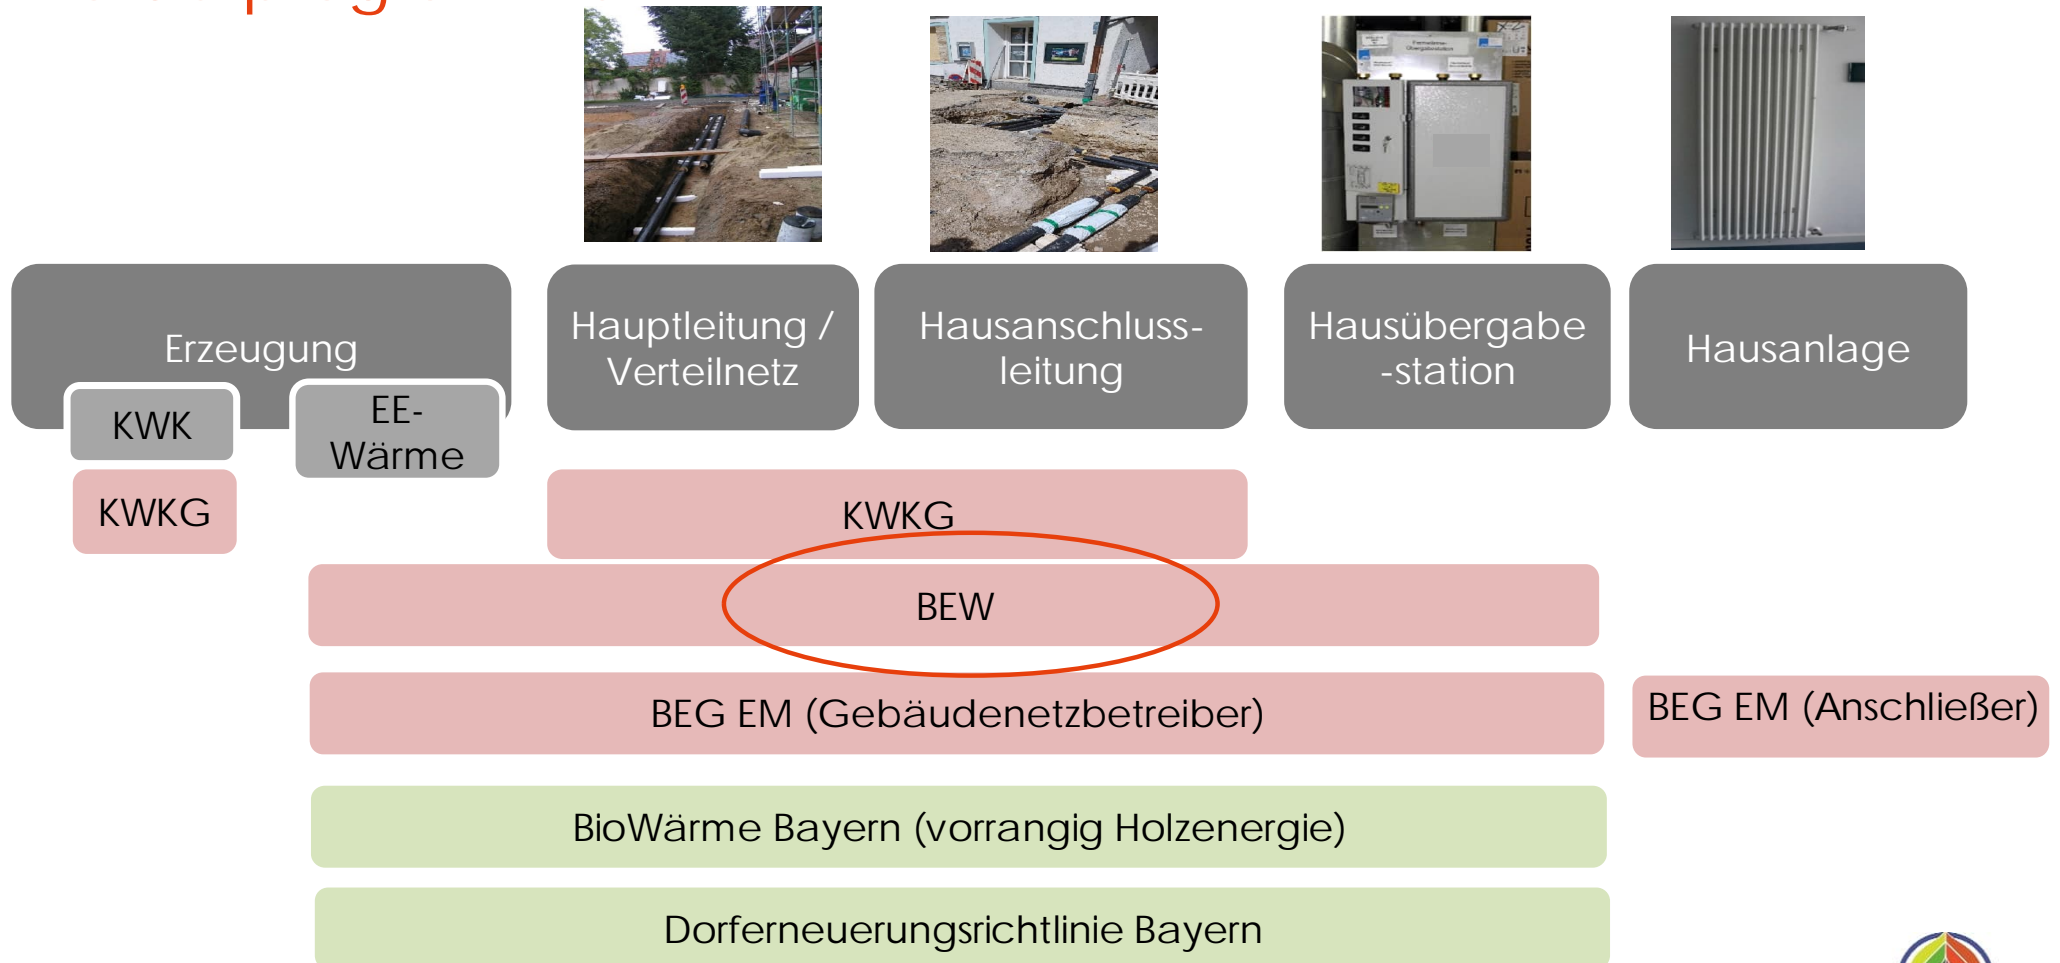 Erzeugung
KWK
EE-
Wärme
Hauptleitung /
Verteilnetz
Hausanschluss-
leitung
Hausübergabe
-station
Hausanlage
KWKG
KWKG
BEW
BEG EM (Gebäudenetzbetreiber)
BEG EM (Anschließer)
BioWärme Bayern (vorrangig Holzenergie)
Dorferneuerungsrichtlinie Bayern